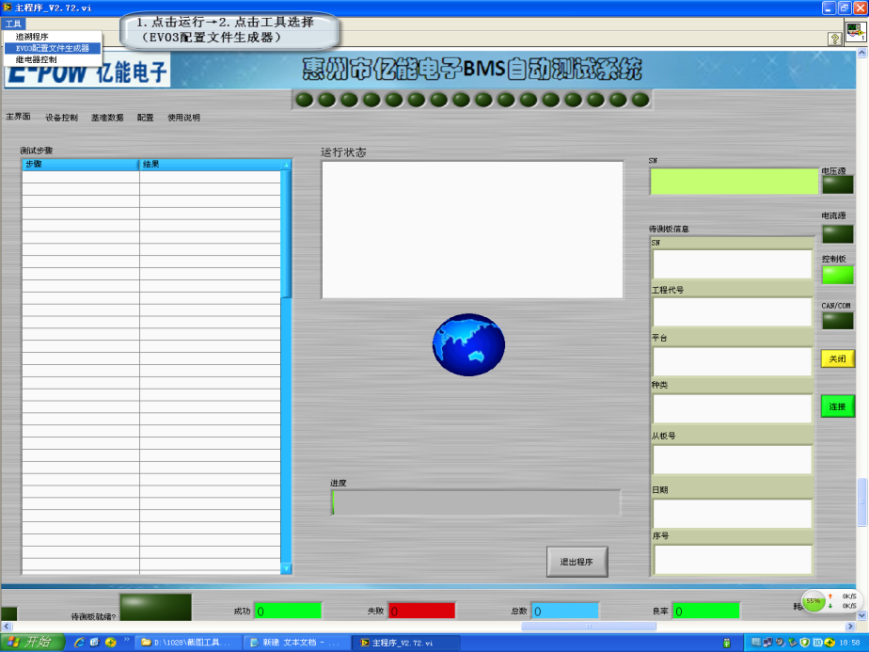 主程序_V2.72.vi
工具
1.点击运行→2.点击工具选择
(EV03配置文件生成器)
追溯程序
EV03配置文件生成器
继电器控制
E-POW 亿能电子
惠州市亿能电子BMS自动测试系统
主界面 设备控制 基准数据 配置 使用说明
测试步骤
步骤 结果
运行状态
SN
电压源
电流源
待测板信息
SN
控制板
工程代号
CAN/COM
平台
关闭
种类
连接
从板号
进度
日期
序号
退出程序
待测板就绪?
成功 0
失败 0
总数 0
良率 0
58%
0K/S
0K/S
开始
D:\1028\截图工具...
新建 文本文档 - ...
主程序_V2.72.vi
10:50